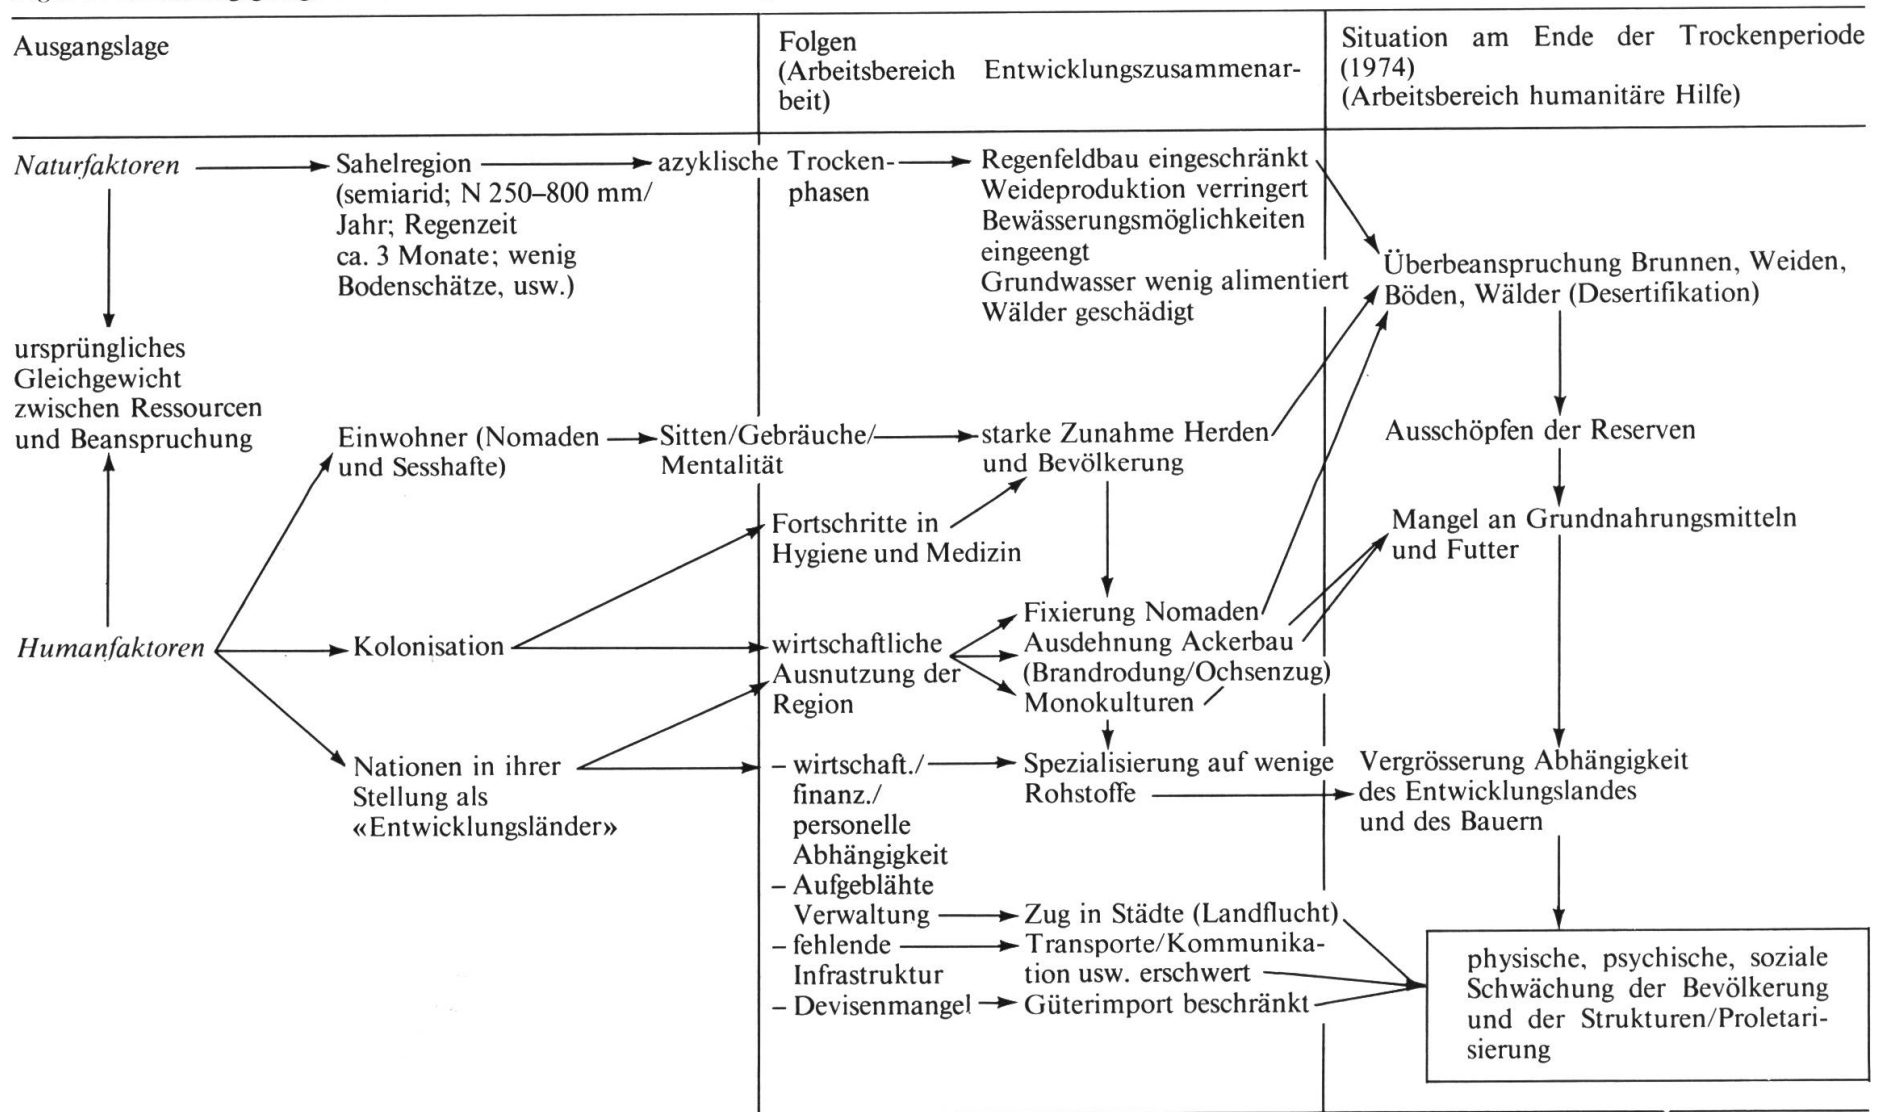 Ausgangslage
Folgen
(Arbeitsbereich Entwicklungszusammenar-
beit)
Situation am Ende der Trockenperiode
(1974)
(Arbeitsbereich humanitäre Hilfe)
Naturfaktoren
Sahelregion
(semiarid; N 250–800 mm/
Jahr; Regenzeit
ca. 3 Monate; wenig
Bodenschätze, usw.)
azyklische Trocken-
phasen
Regenfeldbau eingeschränkt
Weideproduktion verringert
Bewässerungsmöglichkeiten
eingeengt
Grundwasser wenig alimentiert
Wälder geschädigt
Überbeanspruchung Brunnen, Weiden,
Böden, Wälder (Desertifikation)
ursprüngliches
Gleichgewicht
zwischen Ressourcen
und Beanspruchung
Einwohner (Nomaden
und Sesshafte)
Sitten/Gebräuche/
Mentalität
starke Zunahme Herden
und Bevölkerung
Ausschöpfen der Reserven
Fortschritte in
Hygiene und Medizin
Mangel an Grundnahrungsmitteln
und Futter
Humanfaktoren
Kolonisation
wirtschaftliche
Ausnutzung der
Region
Fixierung Nomaden
Ausdehnung Ackerbau
(Brandrodung/Ochsenzug)
Monokulturen
Nationen in ihrer
Stellung als
«Entwicklungsländer»
– wirtschaft./
finanz./
personelle
Abhängigkeit
– Aufgeblähte
Verwaltung
– fehlende
Infrastruktur
– Devisenmangel
Spezialisierung auf wenige
Rohstoffe
Zug in Städte (Landflucht)
Transporte/Kommunika-
tion usw. erschwert
Güterimport beschränkt
Vergrösserung Abhängigkeit
des Entwicklungslandes
und des Bauern
physische, psychische, soziale
Schwächung der Bevölkerung
und der Strukturen/Proletari-
sierung